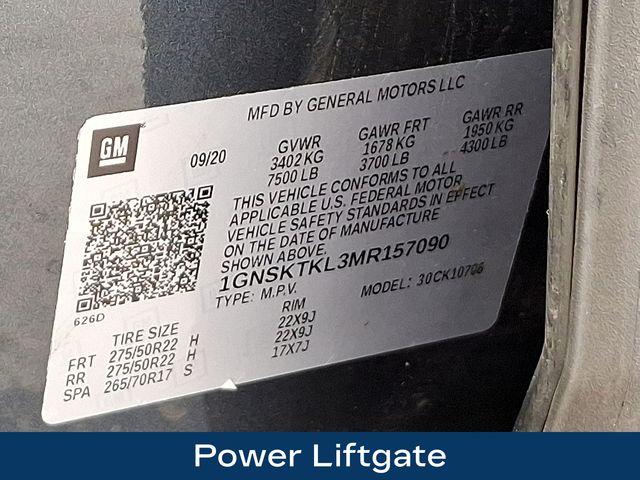 MFD BY GENERAL MOTORS LLC
GM
09/20 GVWR GAWR FRT GAWR RR
3402 KG 1678 KG 1950 KG
7500 LB 3700 LB 4300 LB
THIS VEHICLE CONFORMS TO ALL
APPLICABLE U.S. FEDERAL MOTOR
VEHICLE SAFETY STANDARDS IN EFFECT
ON THE DATE OF MANUFACTURE
SHOWN ABOVE.
1GNSKTKL3MR157090
TYPE: M.P.V. MODEL: 30CK10706
626D
TIRE SIZE RIM
FRT 275/50R22 H 22X9J
RR 275/50R22 H 22X9J
SPA 265/70R17 S 17X7J
Power Liftgate